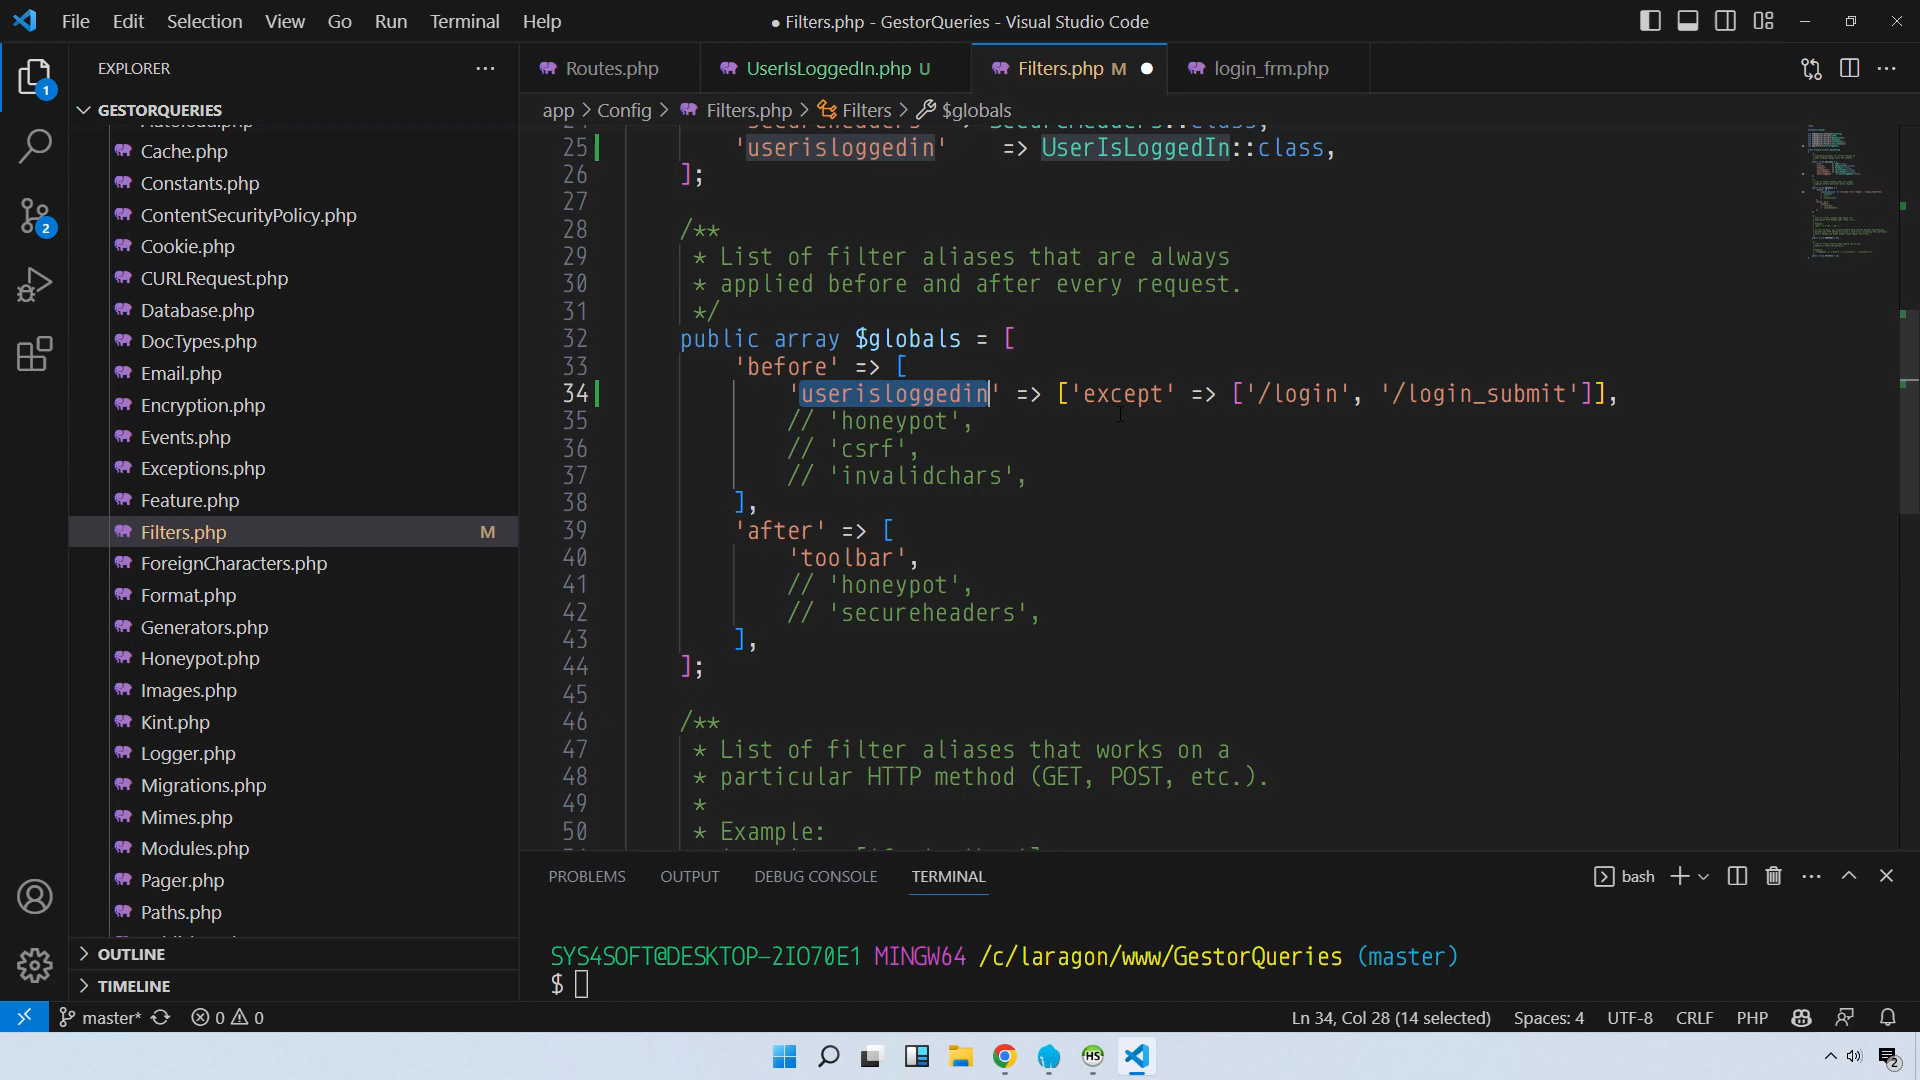 File Edit Selection View Go Run Terminal Help
● Filters.php - GestorQueries - Visual Studio Code
EXPLORER
Routes.php
UserIsLoggedIn.php U
Filters.php M
login_frm.php
GESTORQUERIES
app > Config > Filters.php > Filters > $globals
Cache.php
Constants.php
ContentSecurityPolicy.php
Cookie.php
CURLRequest.php
Database.php
DocTypes.php
Email.php
Encryption.php
Events.php
Exceptions.php
Feature.php
Filters.php M
ForeignCharacters.php
Format.php
Generators.php
Honeypot.php
Images.php
Kint.php
Logger.php
Migrations.php
Mimes.php
Modules.php
Pager.php
Paths.php
OUTLINE
TIMELINE
1
2
25 'userisloggedin' => UserIsLoggedIn::class,
26 ];
27
28 /**
29 * List of filter aliases that are always
30 * applied before and after every request.
31 */
32 public array $globals = [
33 'before' => [
34 'userisloggedin' => ['except' => ['/login', '/login_submit']],
35 // 'honeypot',
36 // 'csrf',
37 // 'invalidchars',
38 ],
39 'after' => [
40 'toolbar',
41 // 'honeypot',
42 // 'secureheaders',
43 ],
44 ];
45
46 /**
47 * List of filter aliases that works on a
48 * particular HTTP method (GET, POST, etc.).
49 *
50 * Example:
PROBLEMS OUTPUT DEBUG CONSOLE TERMINAL
bash
SYS4SOFT@DESKTOP-2IO70E1 MINGW64 /c/laragon/www/GestorQueries (master)
$
master* 0 0
Ln 34, Col 28 (14 selected) Spaces: 4 UTF-8 CRLF PHP
HS
2